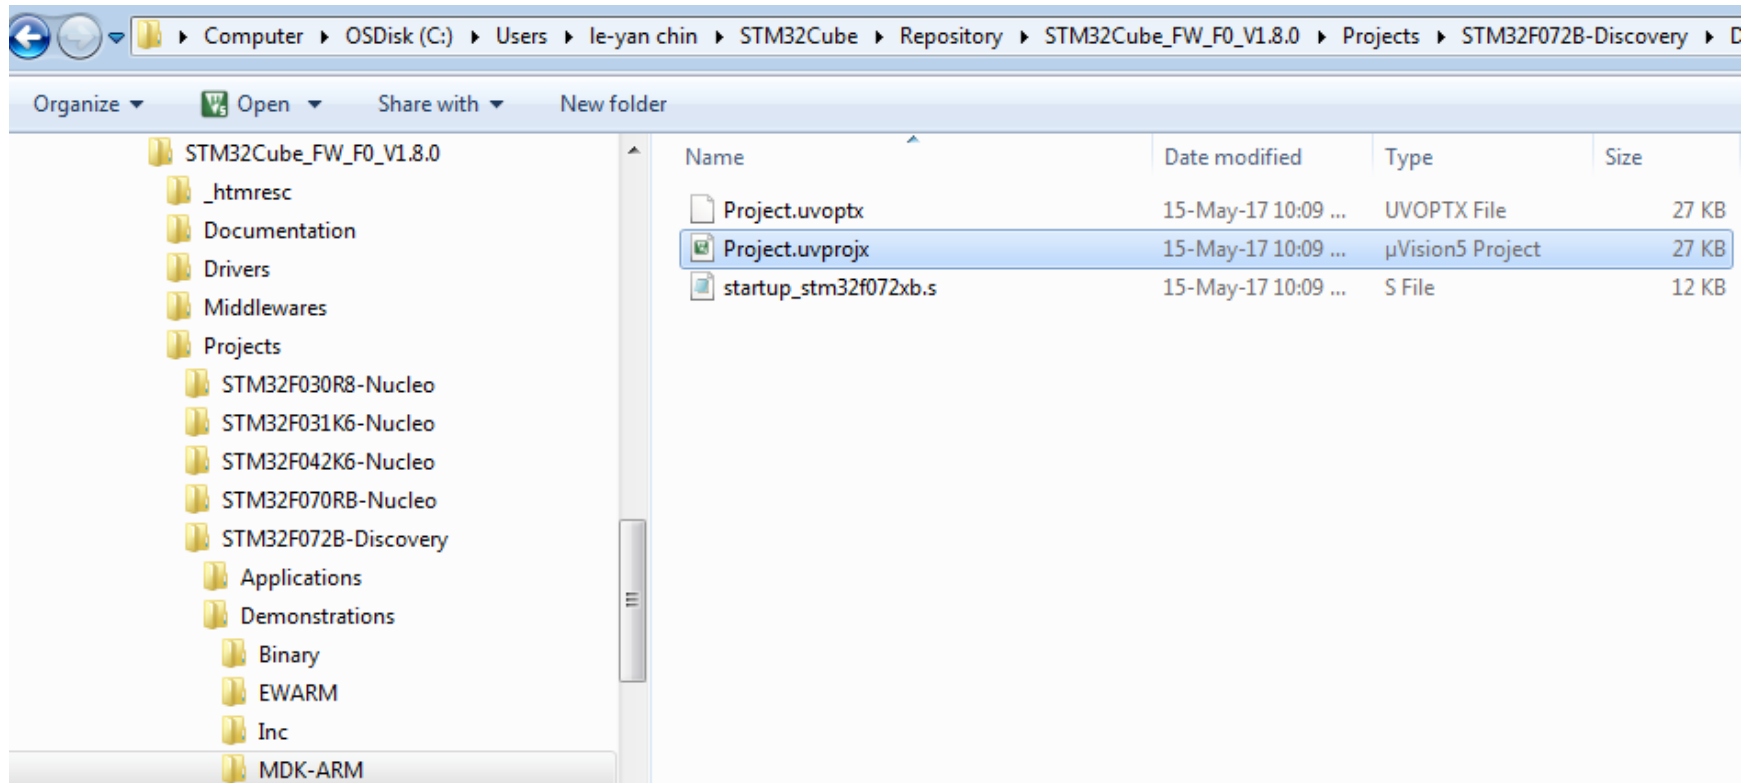 Computer OSDisk (C:) Users le-yan chin STM32Cube Repository STM32Cube_FW_F0_V1.8.0 Projects STM32F072B-Discovery D
Organize Open Share with New folder
STM32Cube_FW_F0_V1.8.0
_htmresc
Documentation
Drivers
Middlewares
Projects
STM32F030R8-Nucleo
STM32F031K6-Nucleo
STM32F042K6-Nucleo
STM32F070RB-Nucleo
STM32F072B-Discovery
Applications
Demonstrations
Binary
EWARM
Inc
MDK-ARM
Name Date modified Type Size
Project.uvoptx 15-May-17 10:09 ... UVOPTX File 27 KB
Project.uvprojx 15-May-17 10:09 ... µVision5 Project 27 KB
startup_stm32f072xb.s 15-May-17 10:09 ... S File 12 KB